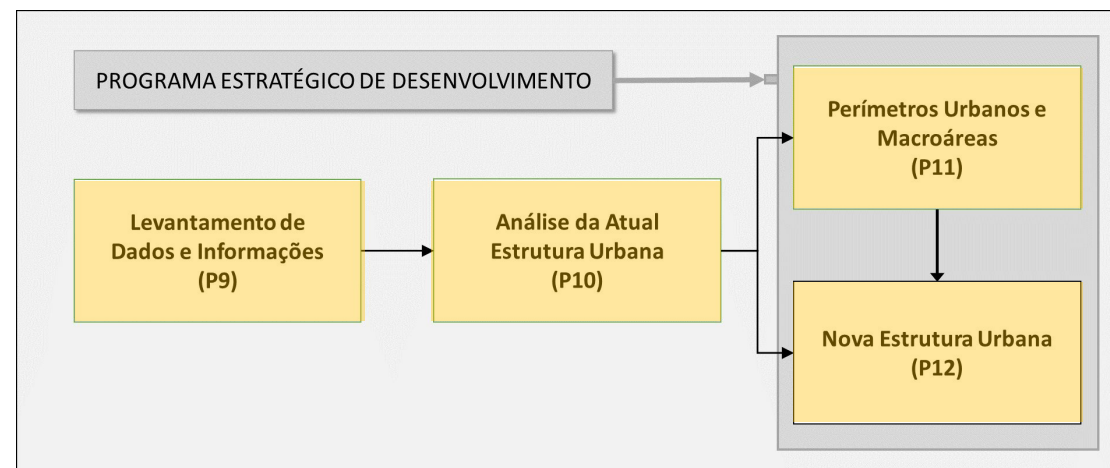 PROGRAMA ESTRATÉGICO DE DESENVOLVIMENTO
Perímetros Urbanos e
Macroáreas
(P11)
Levantamento de
Dados e Informações
(P9)
Análise da Atual
Estrutura Urbana
(P10)
Nova Estrutura Urbana
(P12)